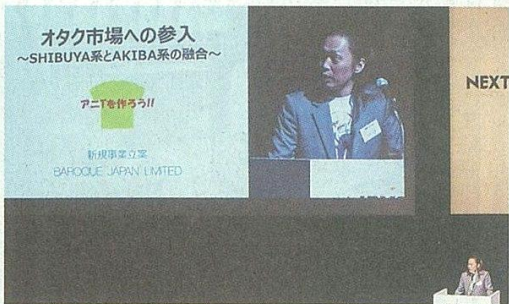 オタク市場への参入
〜SHIBUYA系とAKIBA系の融合〜
アニTを作ろう!!
新規事業立案
BAROQUE JAPAN LIMITED
NEXT